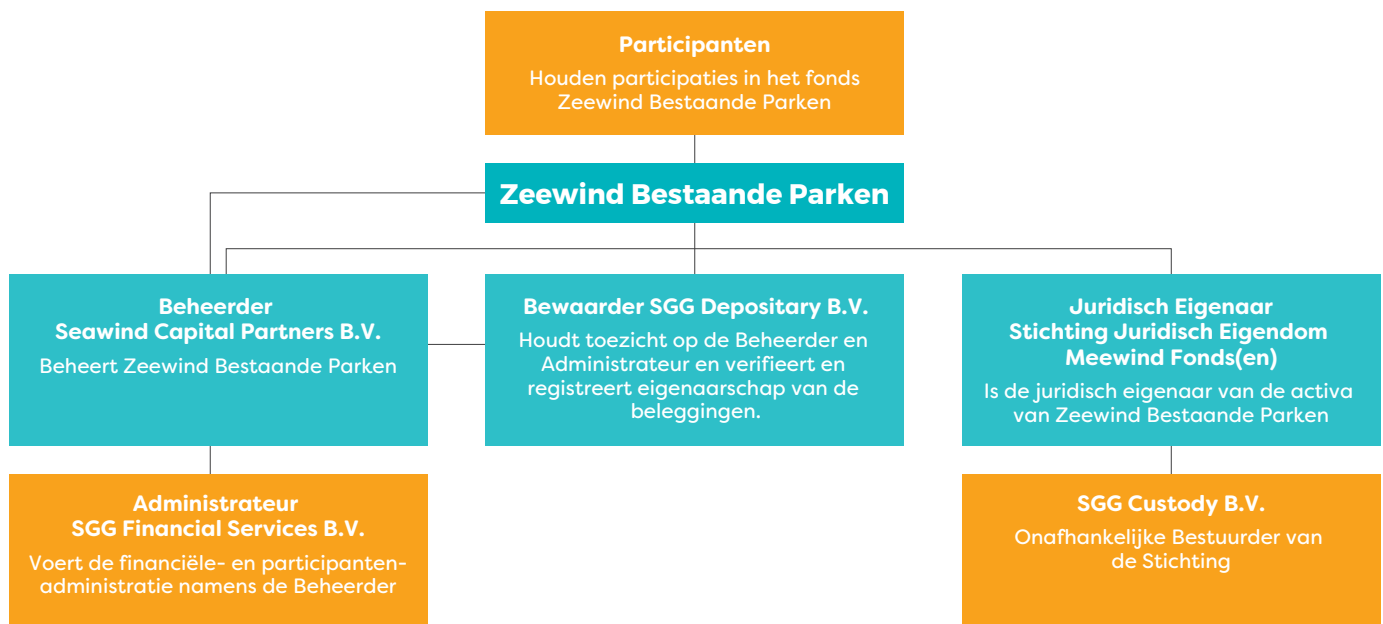 Participanten
Houden participaties in het fonds
Zeewind Bestaande Parken
Zeewind Bestaande Parken
Beheerder
Seawind Capital Partners B.V.
Beheert Zeewind Bestaande Parken
Bewaarder SGG Depositary B.V.
Houdt toezicht op de Beheerder en
Administrateur en verifieert en
registreert eigenaarschap van de
beleggingen.
Juridisch Eigenaar
Stichting Juridisch Eigendom
Meewind Fonds(en)
Is de juridisch eigenaar van de activa
van Zeewind Bestaande Parken
Administrateur
SGG Financial Services B.V.
Voert de financiële- en participanten-
administratie namens de Beheerder
SGG Custody B.V.
Onafhankelijke Bestuurder van
de Stichting